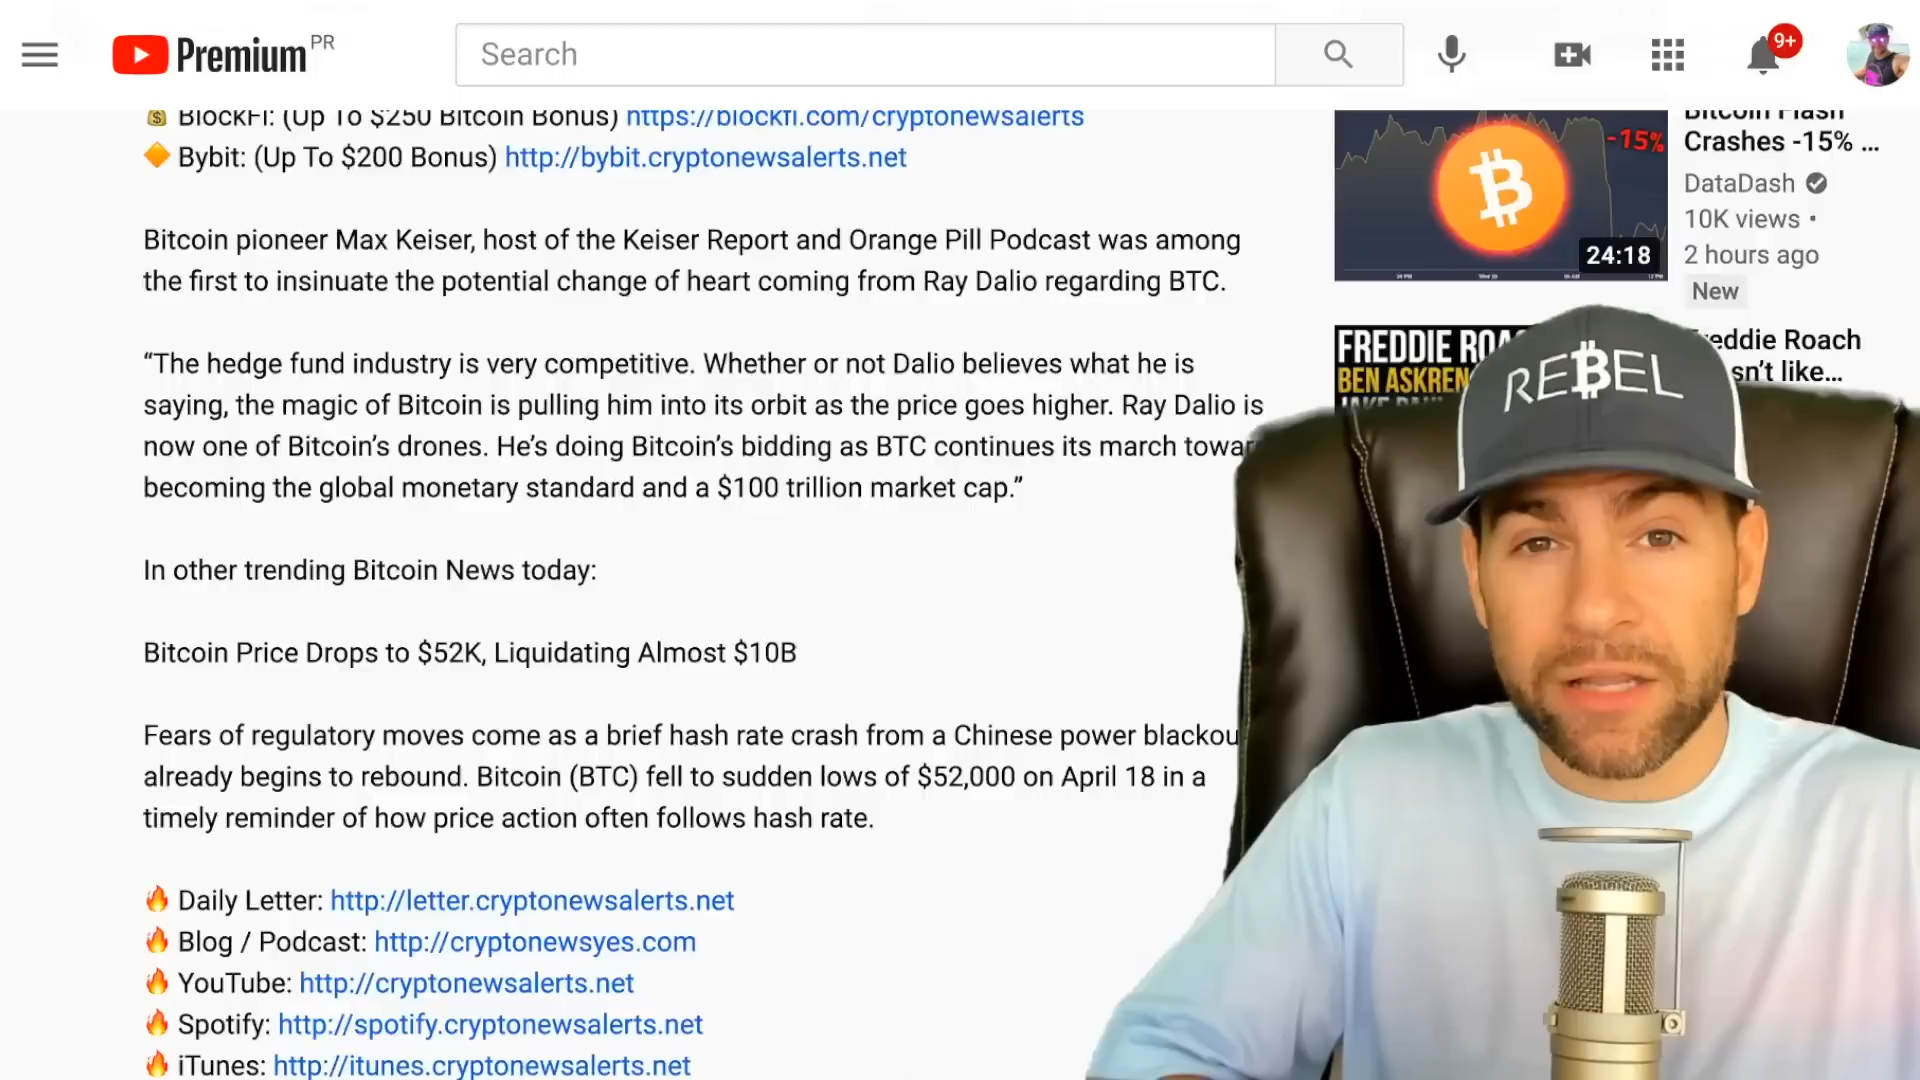 Premium PR
Search
9+
BlockFi: (Up To $250 Bitcoin Bonus) https://blockfi.com/cryptonewsalerts
Bybit: (Up To $200 Bonus) http://bybit.cryptonewsalerts.net
Bitcoin pioneer Max Keiser, host of the Keiser Report and Orange Pill Podcast was among
the first to insinuate the potential change of heart coming from Ray Dalio regarding BTC.
“The hedge fund industry is very competitive. Whether or not Dalio believes what he is
saying, the magic of Bitcoin is pulling him into its orbit as the price goes higher. Ray Dalio is
now one of Bitcoin’s drones. He’s doing Bitcoin’s bidding as BTC continues its march towar
becoming the global monetary standard and a $100 trillion market cap.”
In other trending Bitcoin News today:
Bitcoin Price Drops to $52K, Liquidating Almost $10B
Fears of regulatory moves come as a brief hash rate crash from a Chinese power blackou
already begins to rebound. Bitcoin (BTC) fell to sudden lows of $52,000 on April 18 in a
timely reminder of how price action often follows hash rate.
Daily Letter: http://letter.cryptonewsalerts.net
Blog / Podcast: http://cryptonewsyes.com
YouTube: http://cryptonewsalerts.net
Spotify: http://spotify.cryptonewsalerts.net
iTunes: http://itunes.cryptonewsalerts.net
-15%
24:18
Bitcoin Flash
Crashes -15% ...
DataDash
10K views •
2 hours ago
New
FREDDIE ROA
BEN ASKREN
eddie Roach
sn’t like...
REBEL